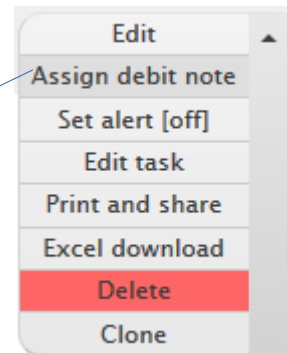 Edit
Assign debit note
Set alert [off]
Edit task
Print and share
Excel download
Delete
Clone